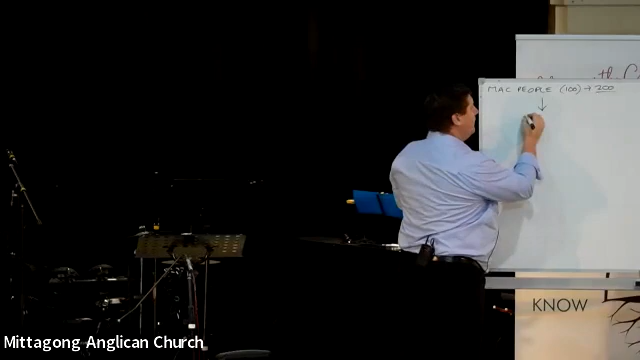 MAC PEOPLE (100) → 200
↓
KNOW
Mittagong Anglican Church